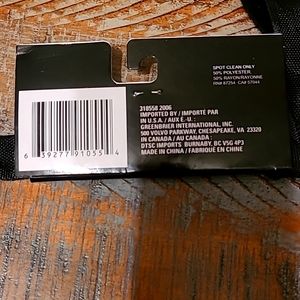 SPOT CLEAN ONLY
50% POLYESTER,
50% RAYON/RAYONNE
RN# 87254 CA# 57044
310558 2006
IMPORTED BY / IMPORTÉ PAR
IN U.S.A. / AUX É.-U.
GREENBRIER INTERNATIONAL, INC.
500 VOLVO PARKWAY, CHESAPEAKE, VA 23320
IN CANADA / AU CANADA:
DTSC IMPORTS BURNABY, BC V5G 4P3
MADE IN CHINA / FABRIQUÉ EN CHINE
6 39277 91055 4